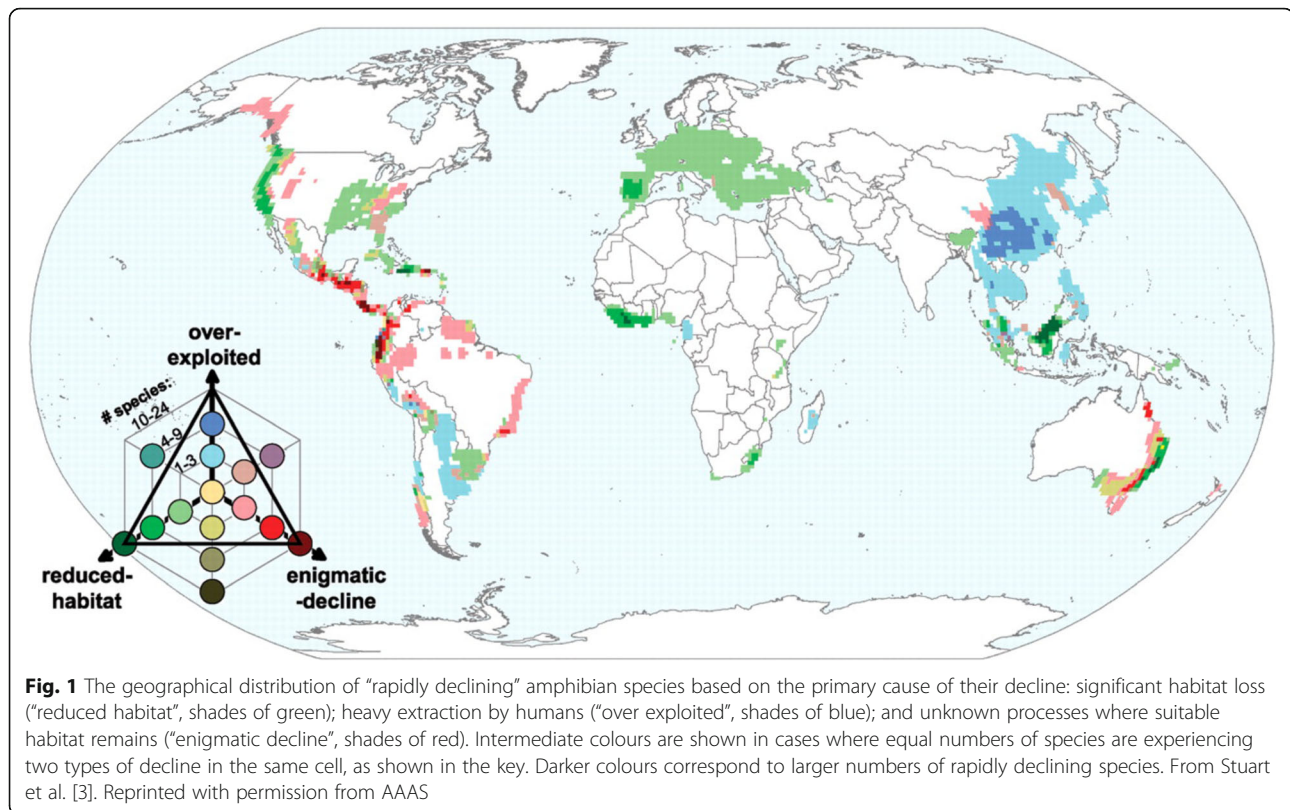 over-
exploited
# species:
10-24
4-9
1-3
reduced-
habitat
enigmatic
-decline
Fig. 1 The geographical distribution of “rapidly declining” amphibian species based on the primary cause of their decline: significant habitat loss
(“reduced habitat”, shades of green); heavy extraction by humans (“over exploited”, shades of blue); and unknown processes where suitable
habitat remains (“enigmatic decline”, shades of red). Intermediate colours are shown in cases where equal numbers of species are experiencing
two types of decline in the same cell, as shown in the key. Darker colours correspond to larger numbers of rapidly declining species. From Stuart
et al. [3]. Reprinted with permission from AAAS